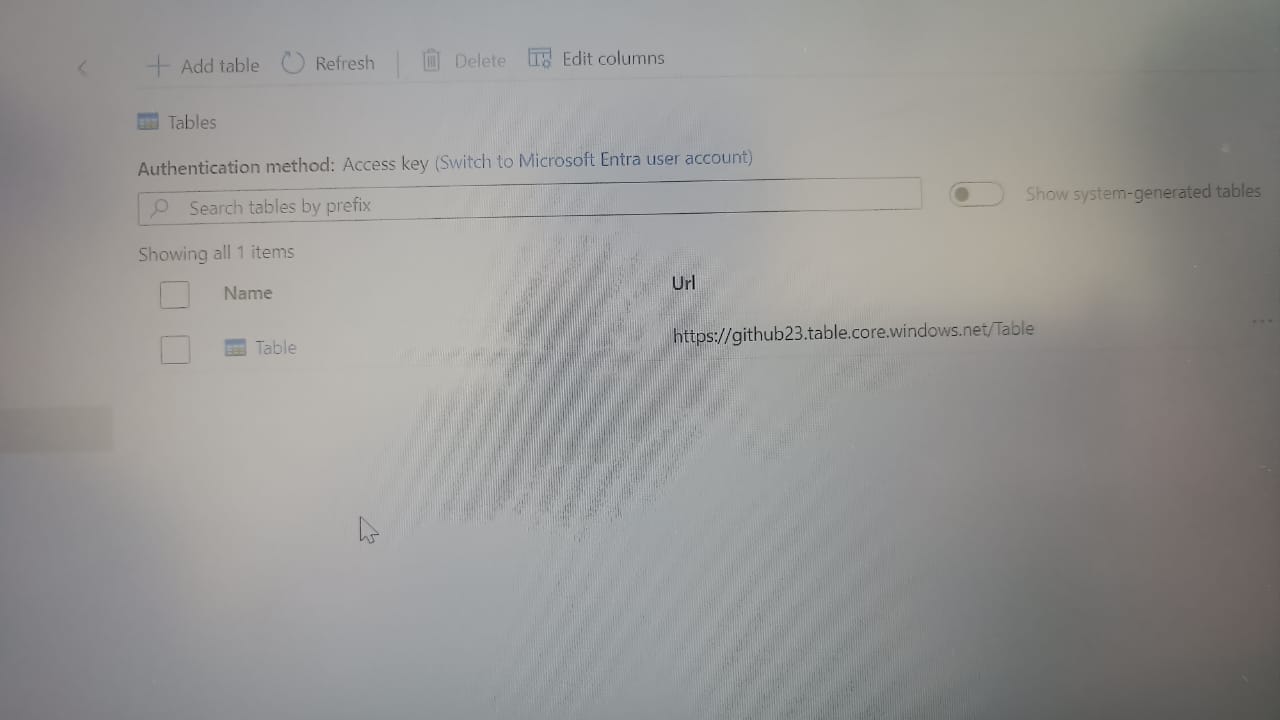 Add table Refresh Delete Edit columns
Tables
Authentication method: Access key (Switch to Microsoft Entra user account)
Search tables by prefix Show system-generated tables
Showing all 1 items
Name Url
Table https://github23.table.core.windows.net/Table